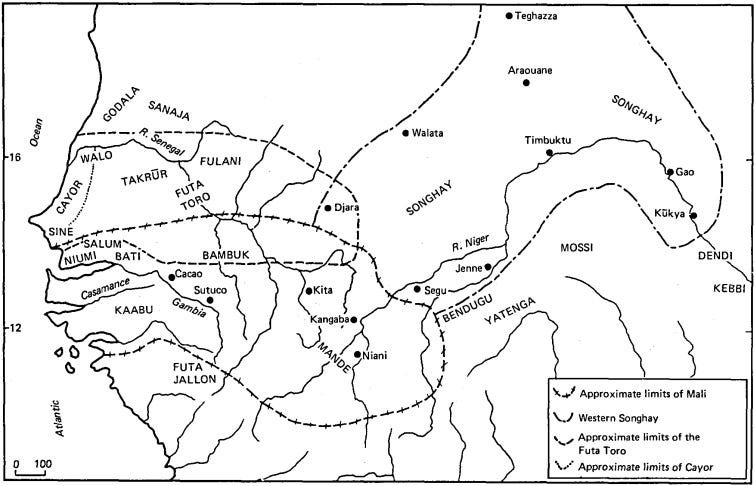 Teghazza
Araouane
GODALA
SANAJA
SONGHAY
Ocean
R. Senegal
Walata
Timbuktu
16
WALO
FULANI
TAKRŪR
FUTA
TORO
CAYOR
Gao
Djara
SONGHAY
Kūkya
SINE
SALUM
NIUMI
BATI
BAMBUK
R. Niger
MOSSI
DENDI
Jenne
Cacao
KEBBI
Casamance
Sutuco
Kita
Segu
Gambia
KAABU
BENDUGU
YATENGA
12
Kangaba
MANDE
Niani
FUTA
JALLON
Atlantic
0 100
Approximate limits of Mali
Western Songhay
Approximate limits of the
Futa Toro
Approximate limits of Cayor